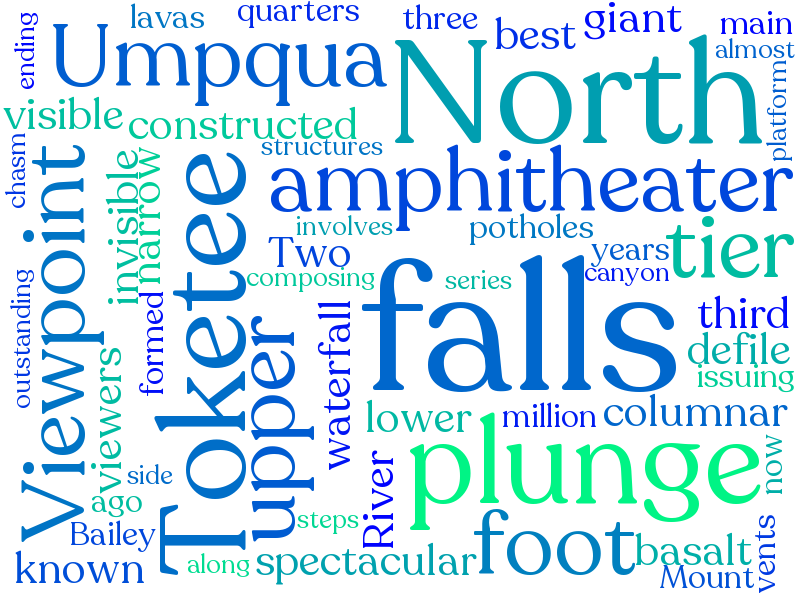 lavas
quarters
three
best
giant
main
ending
Umpqua
North
almost
platform
visible
constructed
structures
chasm
Viewpoint
invisible
narrow
Toketee
amphitheater
involves
potholes
tier
Two
years
composing
series
canyon
outstanding
formed
upper
waterfall
falls
third
defile
issuing
viewers
lower
million
columnar
side
River
plunge
now
ago
steps
Bailey
known
along
spectacular
foot
basalt
Mount
vents